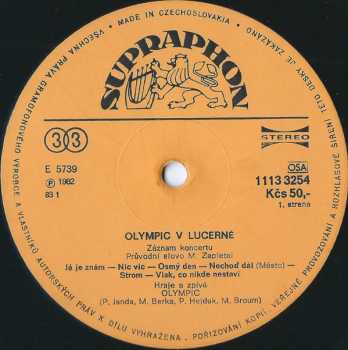 MADE IN CZECHOSLOVAKIA
VŠECHNA PRÁVA GRAMOFONOVÉHO VÝROBCE A VLASTNÍKŮ AUTORSKÝCH PRÁV K DÍLU VYHRAŽENA. POŘIZOVÁNÍ KOPIÍ, VEŘEJNÉ PROVOZOVÁNÍ A ROZHLASOVÉ ŠÍŘENÍ TÉTO DESKY JE ZAKÁZÁNO
SUPRAPHON
33
STEREO
E 5739
℗ 1982
83 1
OSA
1113 3254
Kčs 50,-
1. strana
OLYMPIC V LUCERNĚ
Záznam koncertu
Průvodní slovo M. Zapletal
Já je znám — Nic víc — Osmý den — Nechoď dál (Město) —
Strom — Vlak, co nikde nestaví
Hraje a zpívá
OLYMPIC
(P. Janda, M. Berka, P. Hejduk, M. Broum)